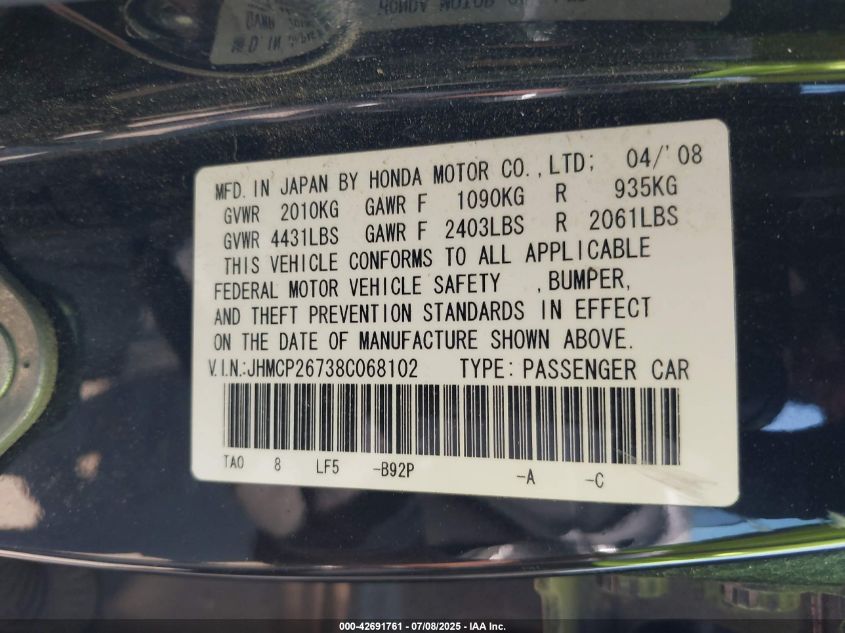 HONDA MOTOR
GVWR
MFD. IN JAPAN BY HONDA MOTOR CO.,LTD; 04/'08
GVWR 2010KG GAWR F 1090KG R 935KG
GVWR 4431LBS GAWR F 2403LBS R 2061LBS
THIS VEHICLE CONFORMS TO ALL APPLICABLE
FEDERAL MOTOR VEHICLE SAFETY , BUMPER,
AND THEFT PREVENTION STANDARDS IN EFFECT
ON THE DATE OF MANUFACTURE SHOWN ABOVE.
V.I.N.:JHMCP26738C068102 TYPE: PASSENGER CAR
TA0 8 LF5 -B92P -A -C
000-42691761 - 07/08/2025 - IAA Inc.